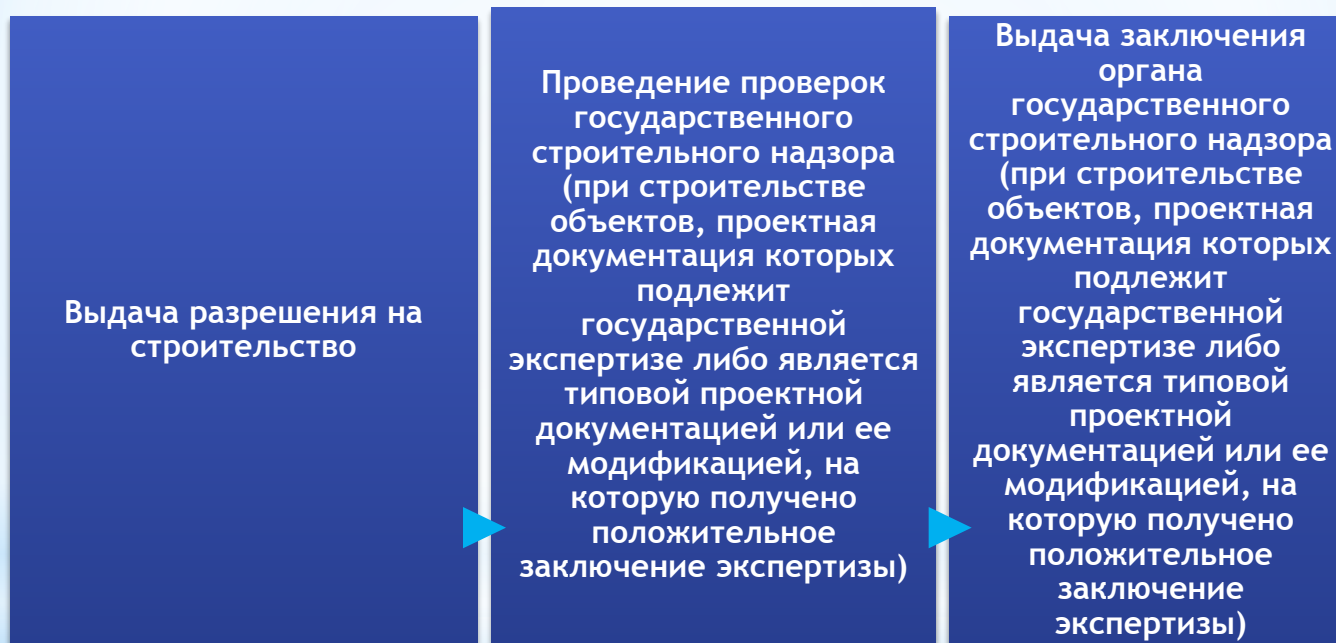 Выдача разрешения на
строительство
Проведение проверок
государственного
строительного надзора
(при строительстве
объектов, проектная
документация которых
подлежит
государственной
экспертизе либо является
типовой проектной
документацией или ее
модификацией, на
которую получено
положительное
заключение экспертизы)
Выдача заключения
органа
государственного
строительного надзора
(при строительстве
объектов, проектная
документация которых
подлежит
государственной
экспертизе либо
является типовой
проектной
документацией или ее
модификацией, на
которую получено
положительное
заключение
экспертизы)